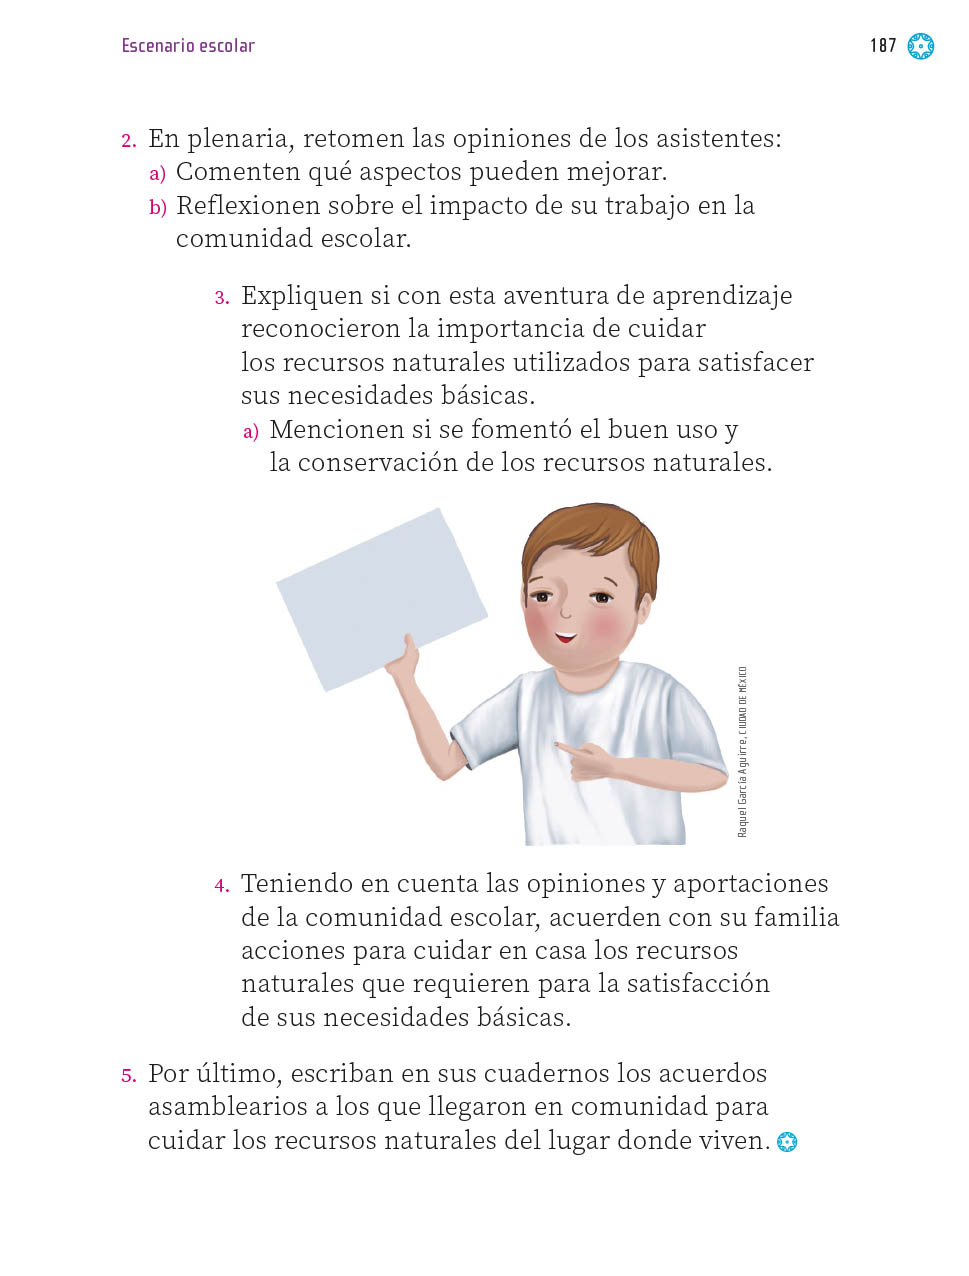 Escenario escolar
187
2. En plenaria, retomen las opiniones de los asistentes:
a) Comenten qué aspectos pueden mejorar.
b) Reflexionen sobre el impacto de su trabajo en la
comunidad escolar.
3. Expliquen si con esta aventura de aprendizaje
reconocieron la importancia de cuidar
los recursos naturales utilizados para satisfacer
sus necesidades básicas.
a) Mencionen si se fomentó el buen uso y
la conservación de los recursos naturales.
Raquel García Aguirre, CIUDAD DE MÉXICO
4. Teniendo en cuenta las opiniones y aportaciones
de la comunidad escolar, acuerden con su familia
acciones para cuidar en casa los recursos
naturales que requieren para la satisfacción
de sus necesidades básicas.
5. Por último, escriban en sus cuadernos los acuerdos
asamblearios a los que llegaron en comunidad para
cuidar los recursos naturales del lugar donde viven.